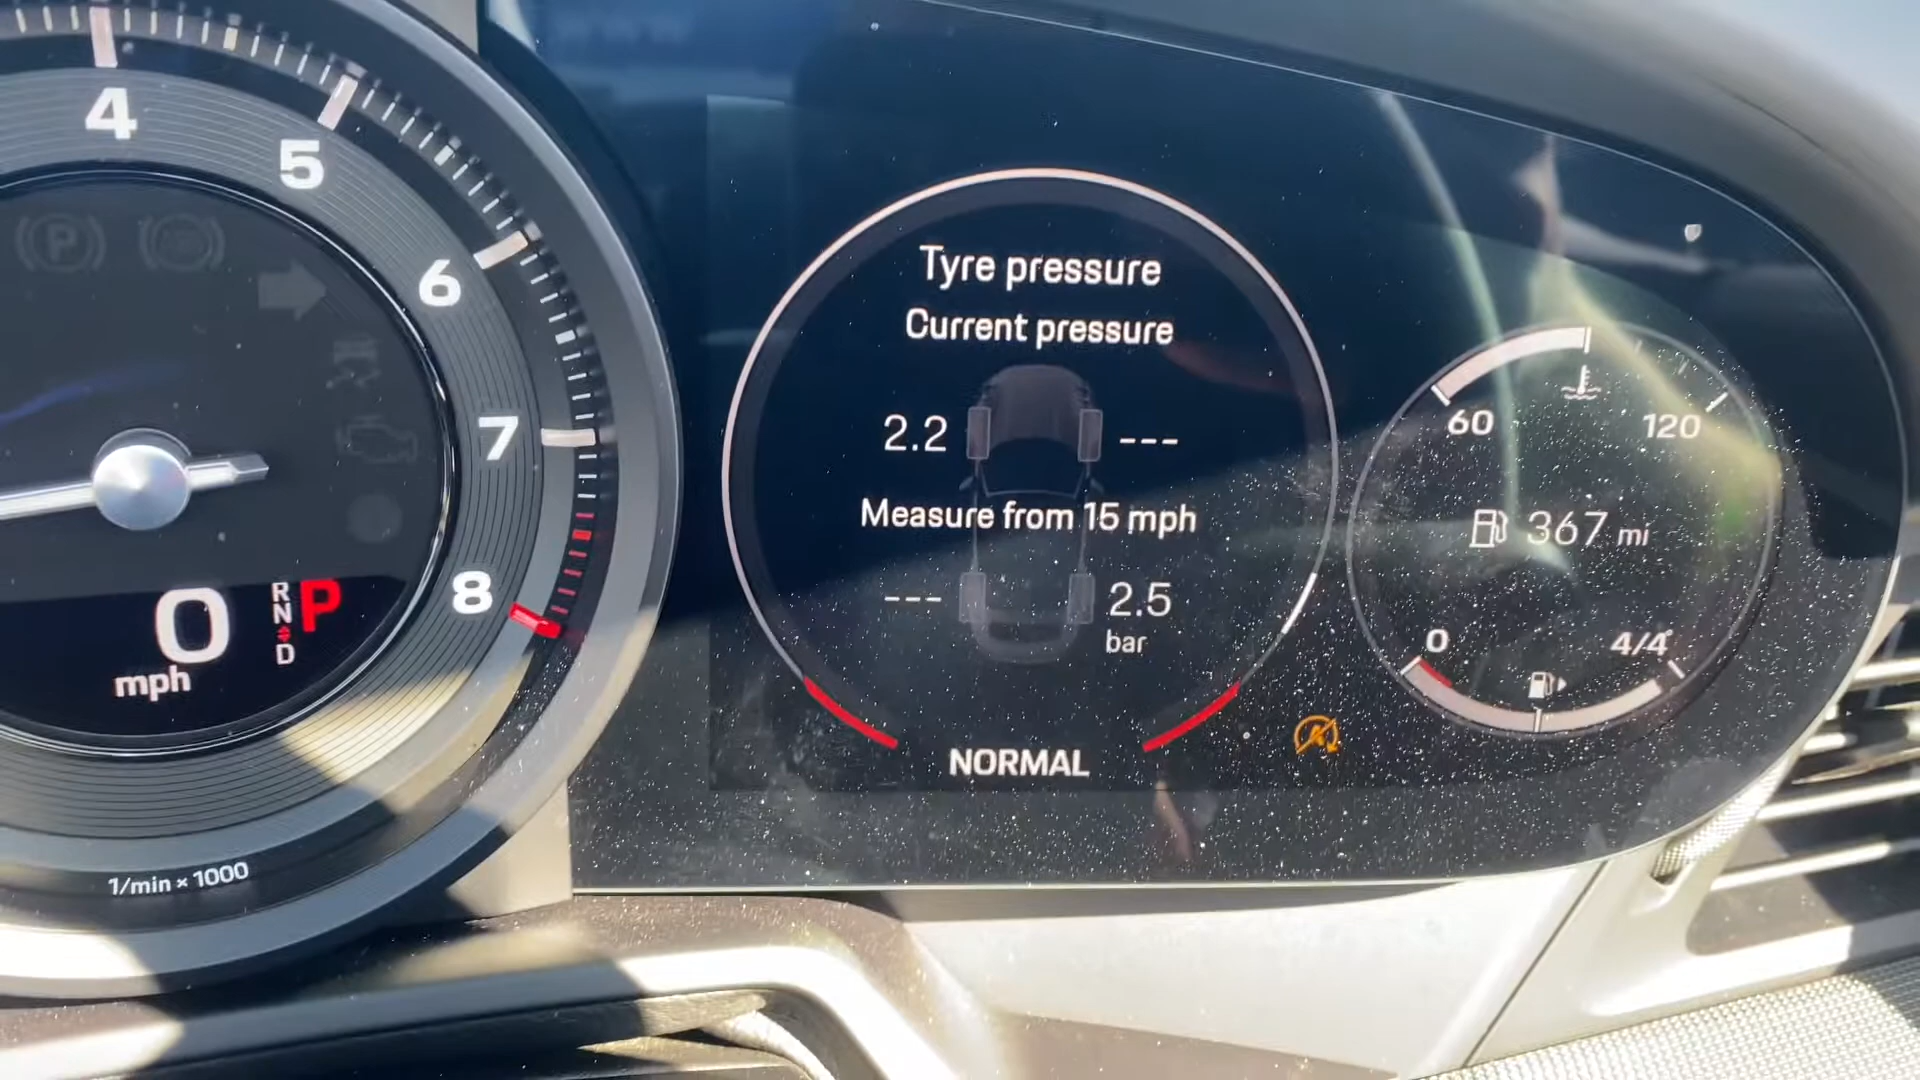 4
5
6
7
8
0
mph
R
N
D
P
1/min × 1000
Tyre pressure
Current pressure
2.2 ---
Measure from 15 mph
--- 2.5
bar
NORMAL
60 120
367 mi
0 4/4